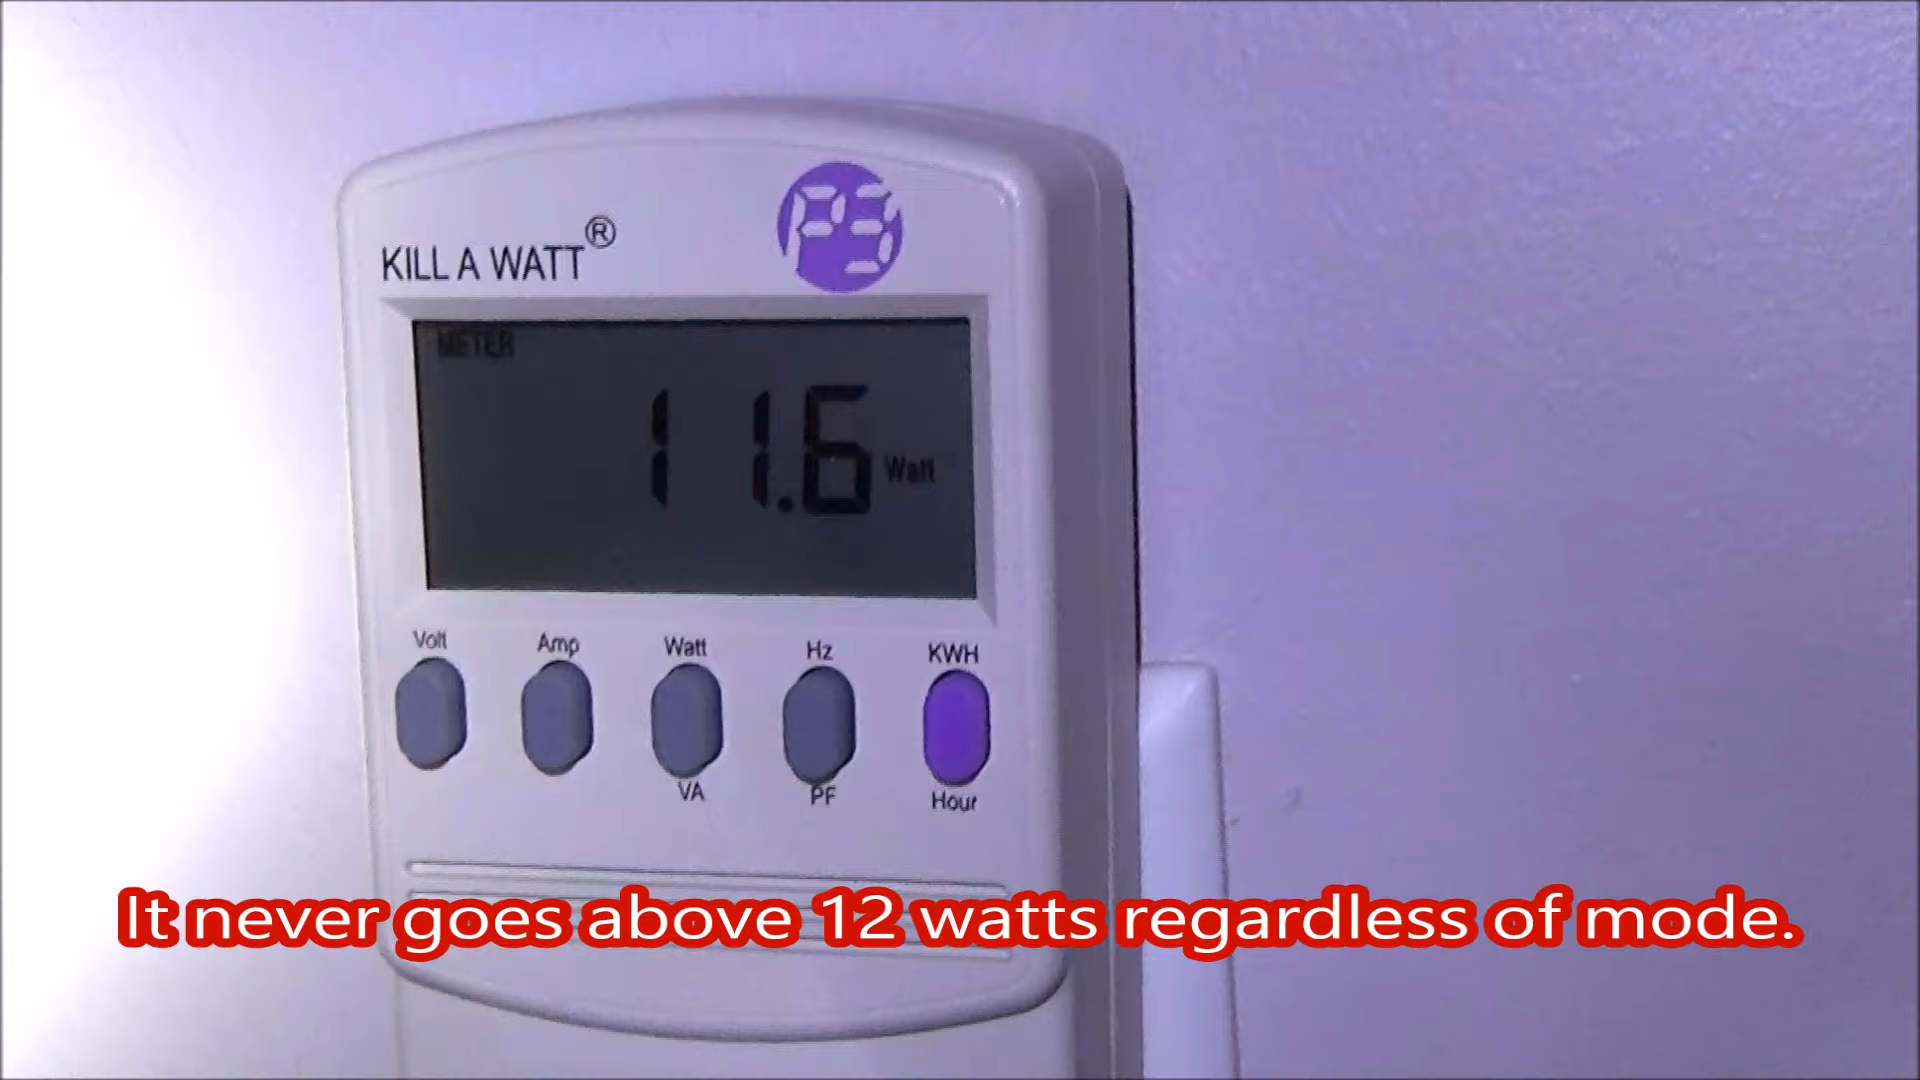 KILL A WATT®
P3
METER
11.6 Watt
Volt Amp Watt Hz KWH
VA PF Hour
It never goes above 12 watts regardless of mode.